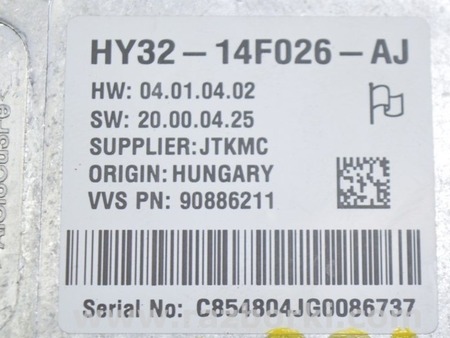 HY32-14F026-AJ
HW: 04.01.04.02
SW: 20.00.04.25
SUPPLIER: JTKMC
ORIGIN: HUNGARY
VVS PN: 90886211
Serial No: C854804JG0086737